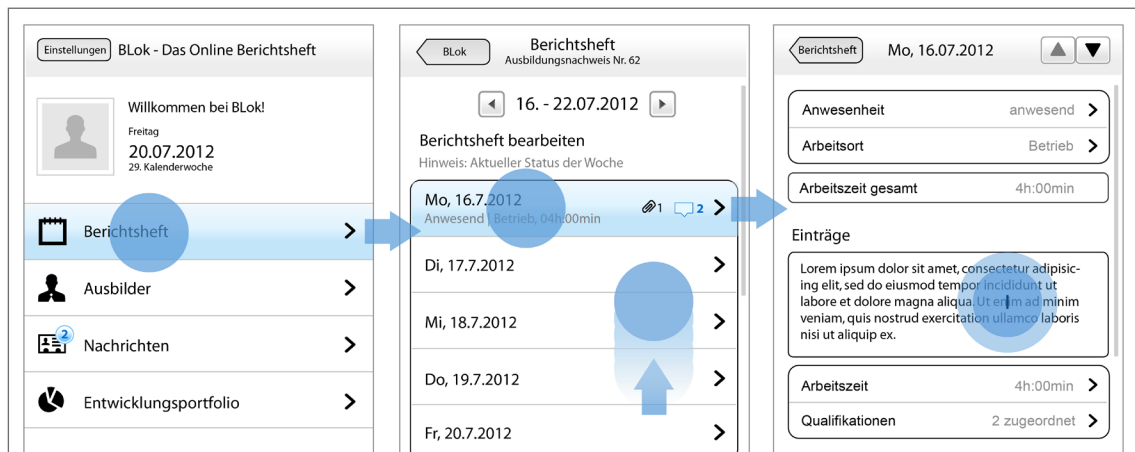 Einstellungen BLok - Das Online Berichtsheft
Willkommen bei BLok!
Freitag
20.07.2012
29. Kalenderwoche
Berichtsheft
Ausbilder
2
Nachrichten
Entwicklungsportfolio
BLok Berichtsheft
Ausbildungsnachweis Nr. 62
16. - 22.07.2012
Berichtsheft bearbeiten
Hinweis: Aktueller Status der Woche
Mo, 16.7.2012
Anwesend | Betrieb, 04h:00min 1 2
Di, 17.7.2012
Mi, 18.7.2012
Do, 19.7.2012
Fr, 20.7.2012
Berichtsheft Mo, 16.07.2012
Anwesenheit anwesend
Arbeitsort Betrieb
Arbeitszeit gesamt 4h:00min
Einträge
Lorem ipsum dolor sit amet, consectetur adipisic-
ing elit, sed do eiusmod tempor incididunt ut
labore et dolore magna aliqua. Ut enim ad minim
veniam, quis nostrud exercitation ullamco laboris
nisi ut aliquip ex.
Arbeitszeit 4h:00min
Qualifikationen 2 zugeordnet